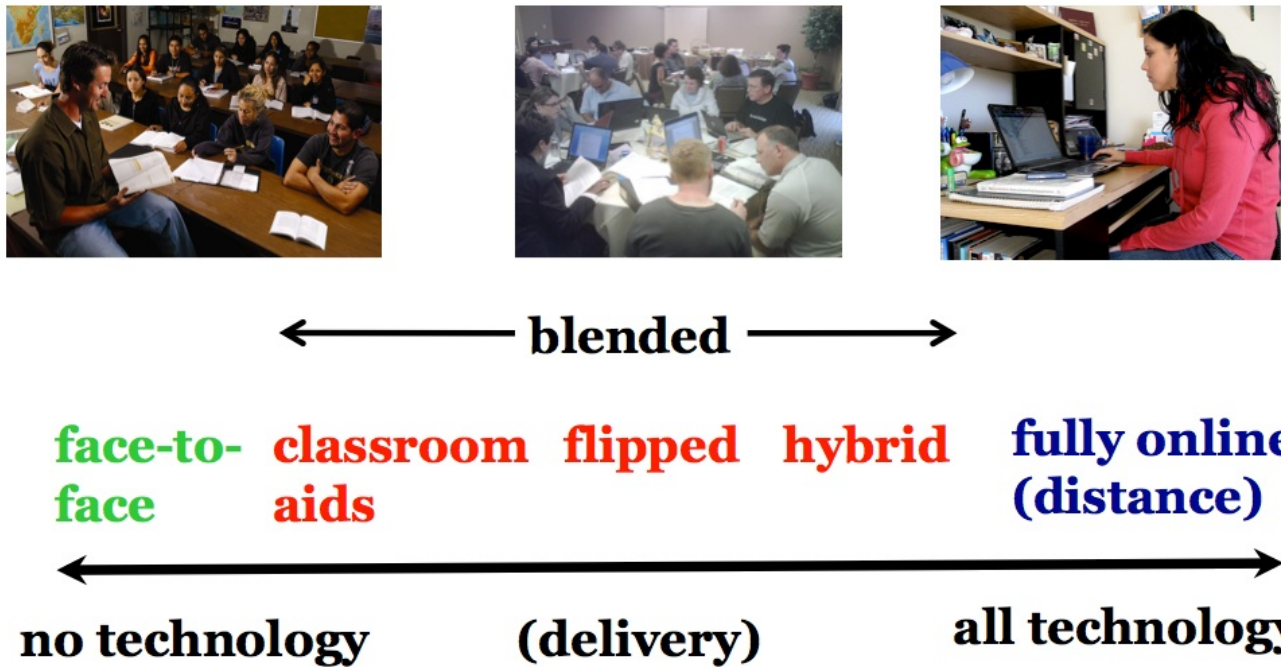 blended
face-to-
face
classroom
aids
flipped
hybrid
fully online
(distance)
no technology
(delivery)
all technology